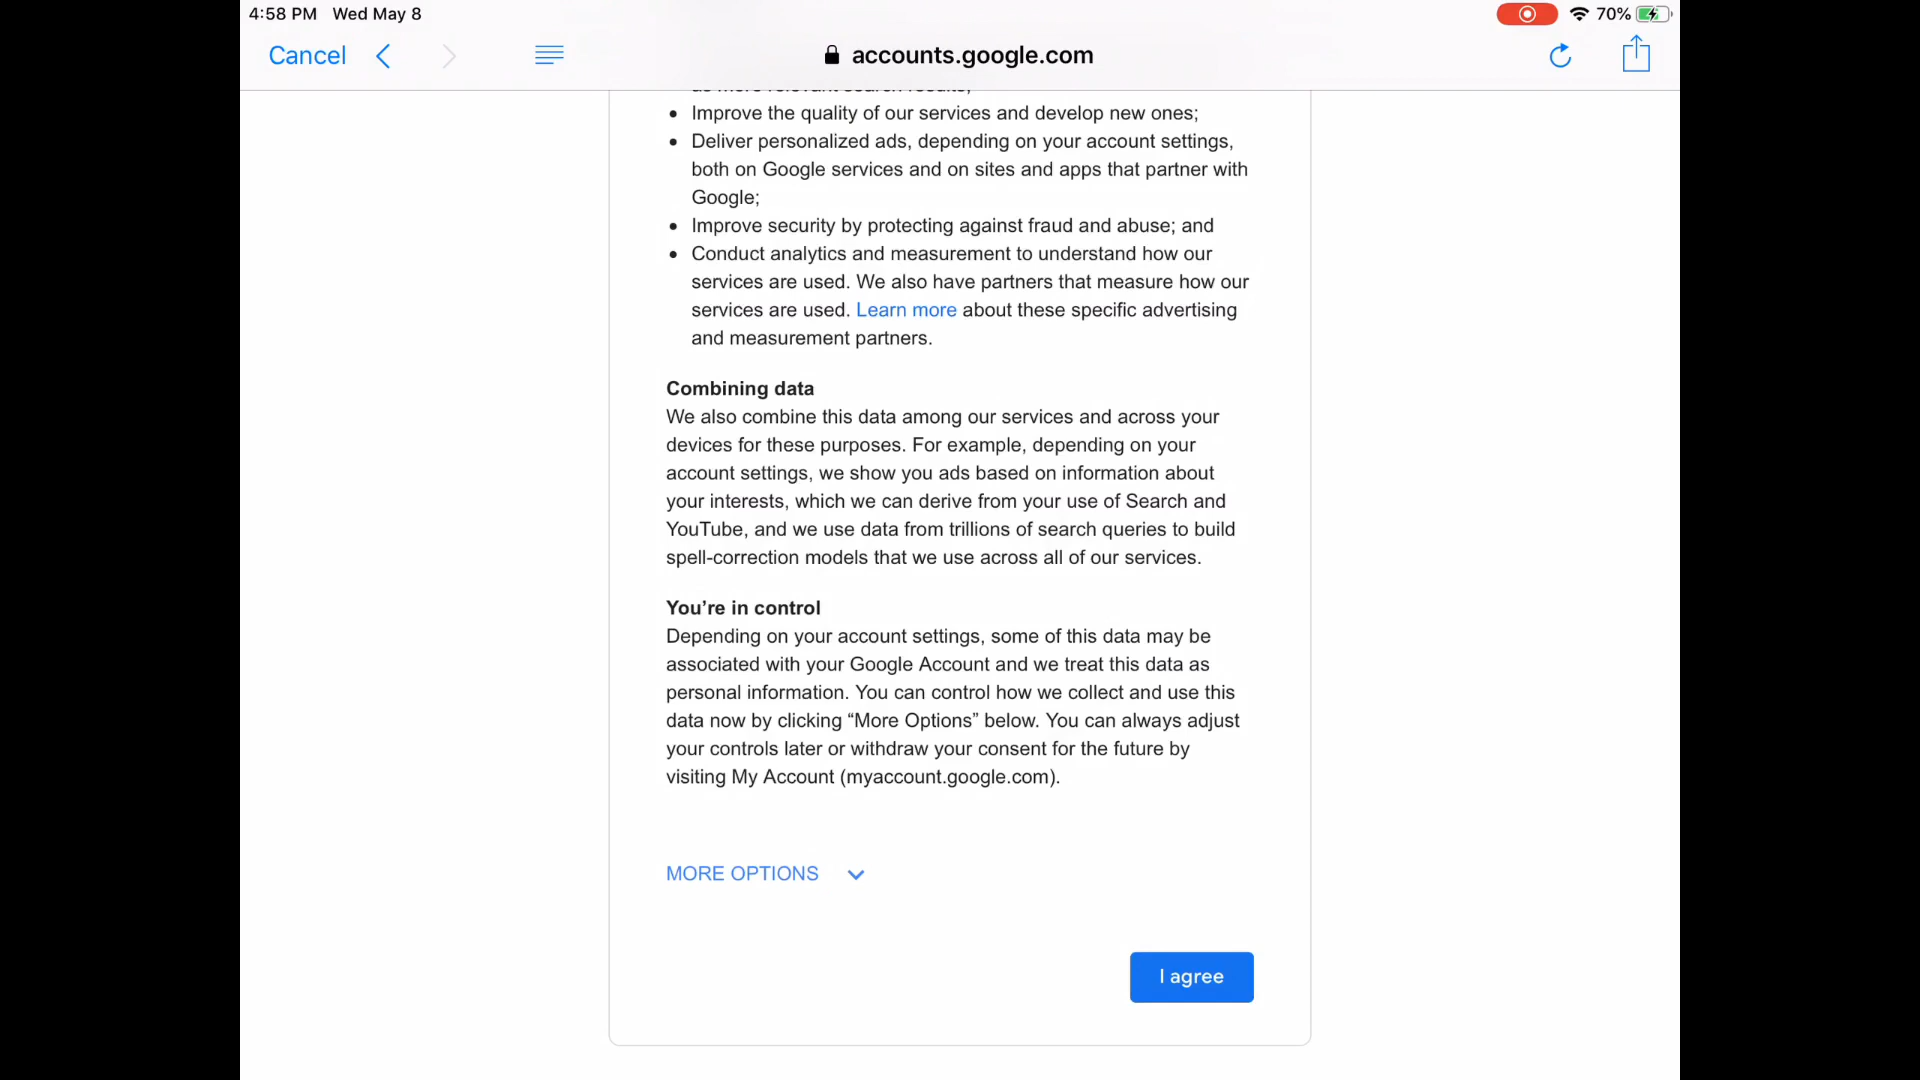 4:58 PM Wed May 8
70%
Cancel
accounts.google.com
as more relevant search results;
• Improve the quality of our services and develop new ones;
• Deliver personalized ads, depending on your account settings,
both on Google services and on sites and apps that partner with
Google;
• Improve security by protecting against fraud and abuse; and
• Conduct analytics and measurement to understand how our
services are used. We also have partners that measure how our
services are used. Learn more about these specific advertising
and measurement partners.
Combining data
We also combine this data among our services and across your
devices for these purposes. For example, depending on your
account settings, we show you ads based on information about
your interests, which we can derive from your use of Search and
YouTube, and we use data from trillions of search queries to build
spell-correction models that we use across all of our services.
You’re in control
Depending on your account settings, some of this data may be
associated with your Google Account and we treat this data as
personal information. You can control how we collect and use this
data now by clicking “More Options” below. You can always adjust
your controls later or withdraw your consent for the future by
visiting My Account (myaccount.google.com).
MORE OPTIONS
I agree